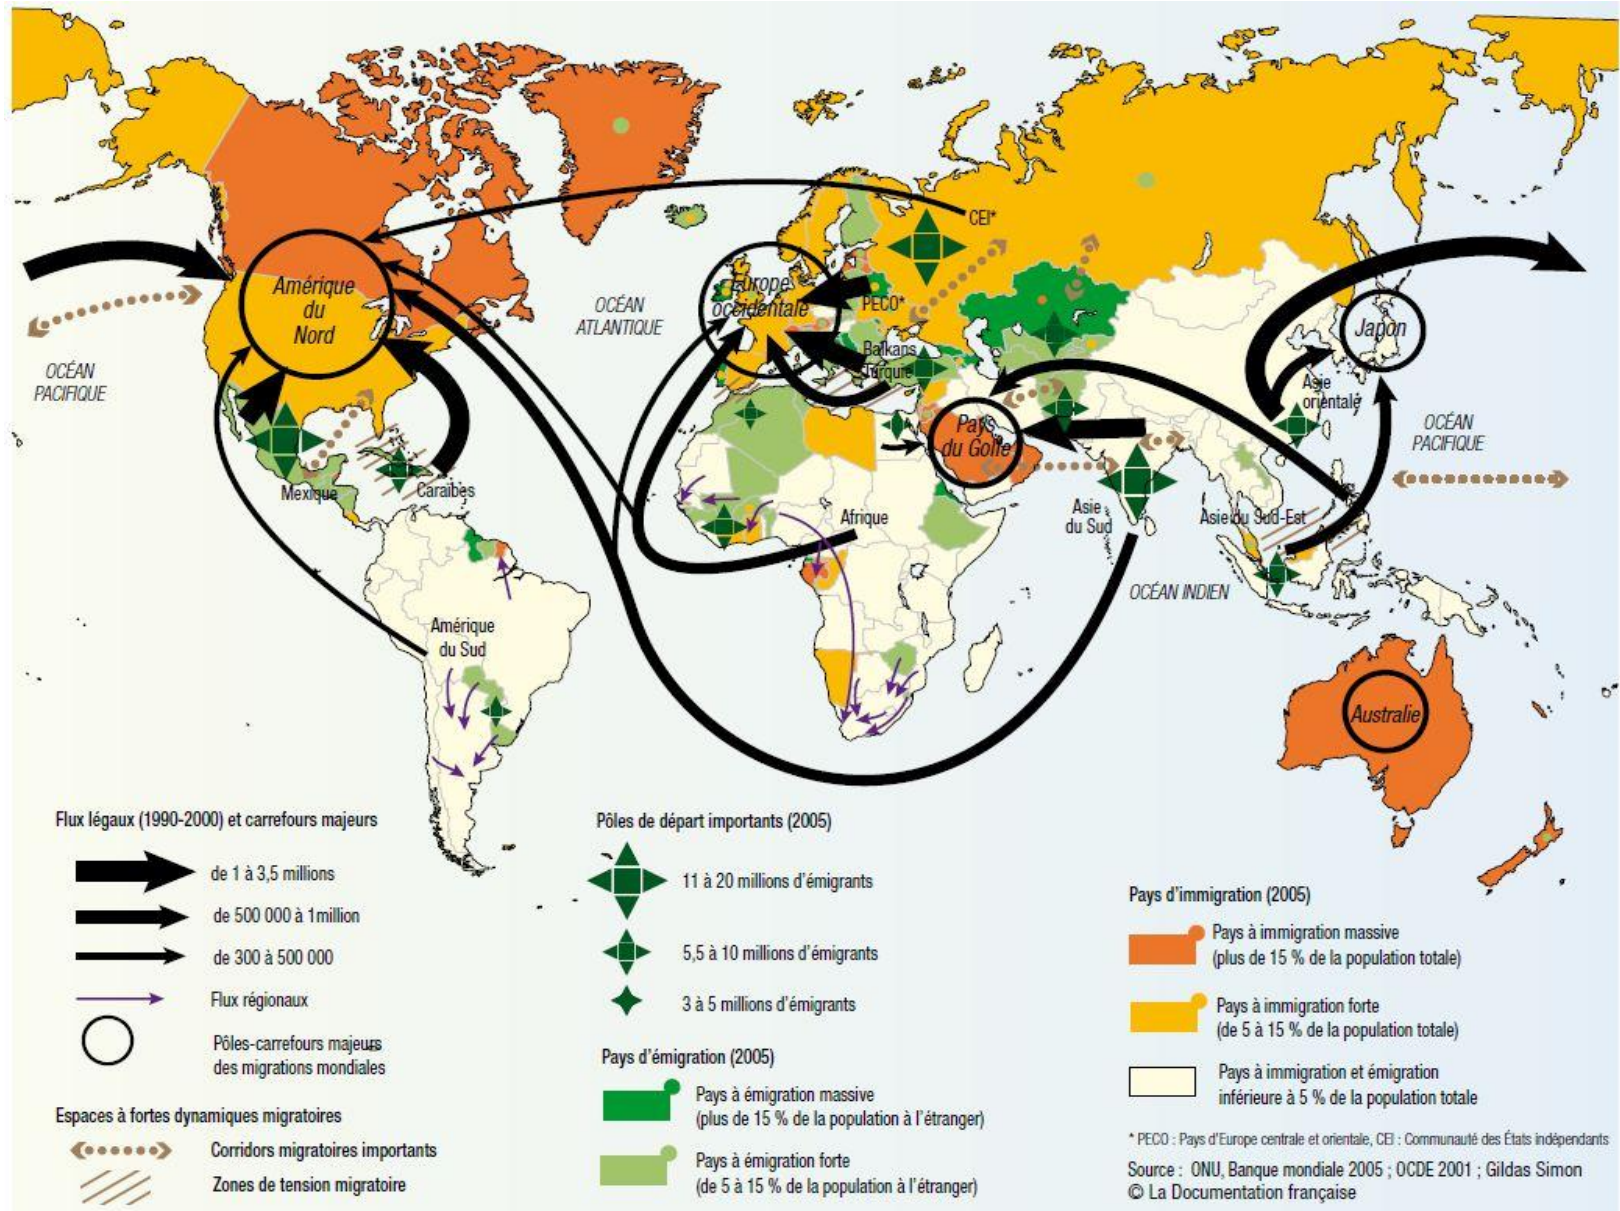 CEI*
Amérique
du
Nord
OCÉAN
ATLANTIQUE
Europe
occidentale
PECO*
Balkans
Turquie
Japon
OCÉAN
PACIFIQUE
Asie
orientale
OCÉAN
PACIFIQUE
Pays
du Golfe
Mexique
Caraïbes
Afrique
Asie
du Sud
Asie du Sud-Est
OCÉAN INDIEN
Amérique
du Sud
Australie
Flux légaux (1990-2000) et carrefours majeurs
de 1 à 3,5 millions
de 500 000 à 1million
de 300 à 500 000
Flux régionaux
Pôles-carrefours majeurs
des migrations mondiales
Espaces à fortes dynamiques migratoires
Corridors migratoires importants
Zones de tension migratoire
Pôles de départ importants (2005)
11 à 20 millions d'émigrants
5,5 à 10 millions d'émigrants
3 à 5 millions d'émigrants
Pays d'émigration (2005)
Pays à émigration massive
(plus de 15 % de la population à l'étranger)
Pays à émigration forte
(de 5 à 15 % de la population à l'étranger)
Pays d'immigration (2005)
Pays à immigration massive
(plus de 15 % de la population totale)
Pays à immigration forte
(de 5 à 15 % de la population totale)
Pays à immigration et émigration
inférieure à 5 % de la population totale
* PECO : Pays d'Europe centrale et orientale, CEI : Communauté des États indépendants
Source : ONU, Banque mondiale 2005 ; OCDE 2001 ; Gildas Simon
© La Documentation française